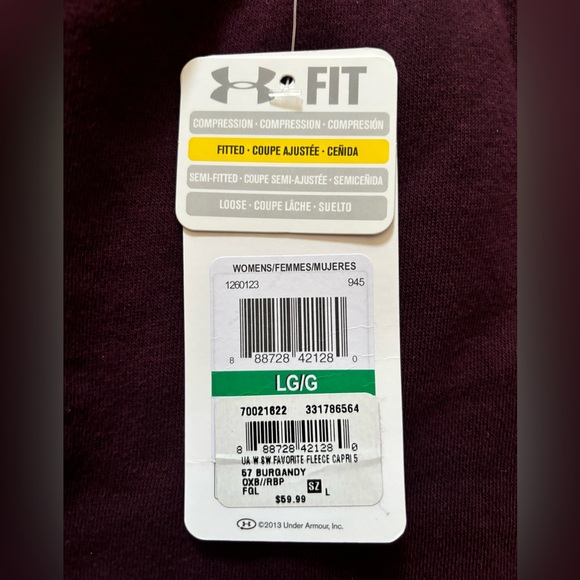 FIT
COMPRESSION · COMPRESSION · COMPRESIÓN
FITTED · COUPE AJUSTÉE · CEÑIDA
SEMI-FITTED · COUPE SEMI-AJUSTÉE · SEMICEÑIDA
LOOSE · COUPE LÂCHE · SUELTO
WOMENS/FEMMES/MUJERES
1260123 945
8 88728 42128 0
LG/G
70021622 331786564
8 88728 42128 0
UA W SW FAVORITE FLEECE CAPRI 5
57 BURGANDY
OXB//RBP SZ L
FGL
$59.99
©2013 Under Armour, Inc.